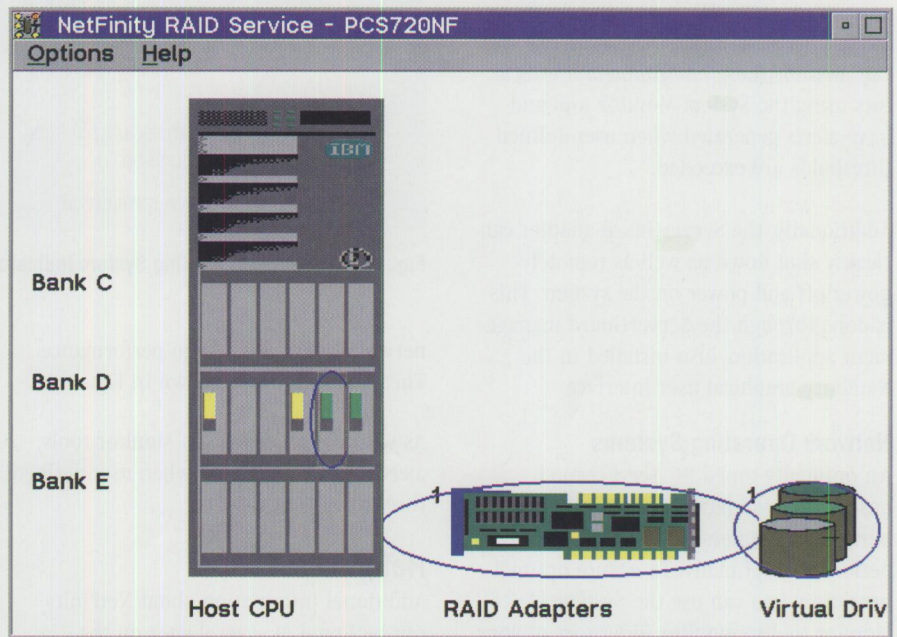 NetFinity RAID Service - PCS720NF
Options Help
IBM
Bank C
Bank D
Bank E
1
1
Host CPU
RAID Adapters
Virtual Driv